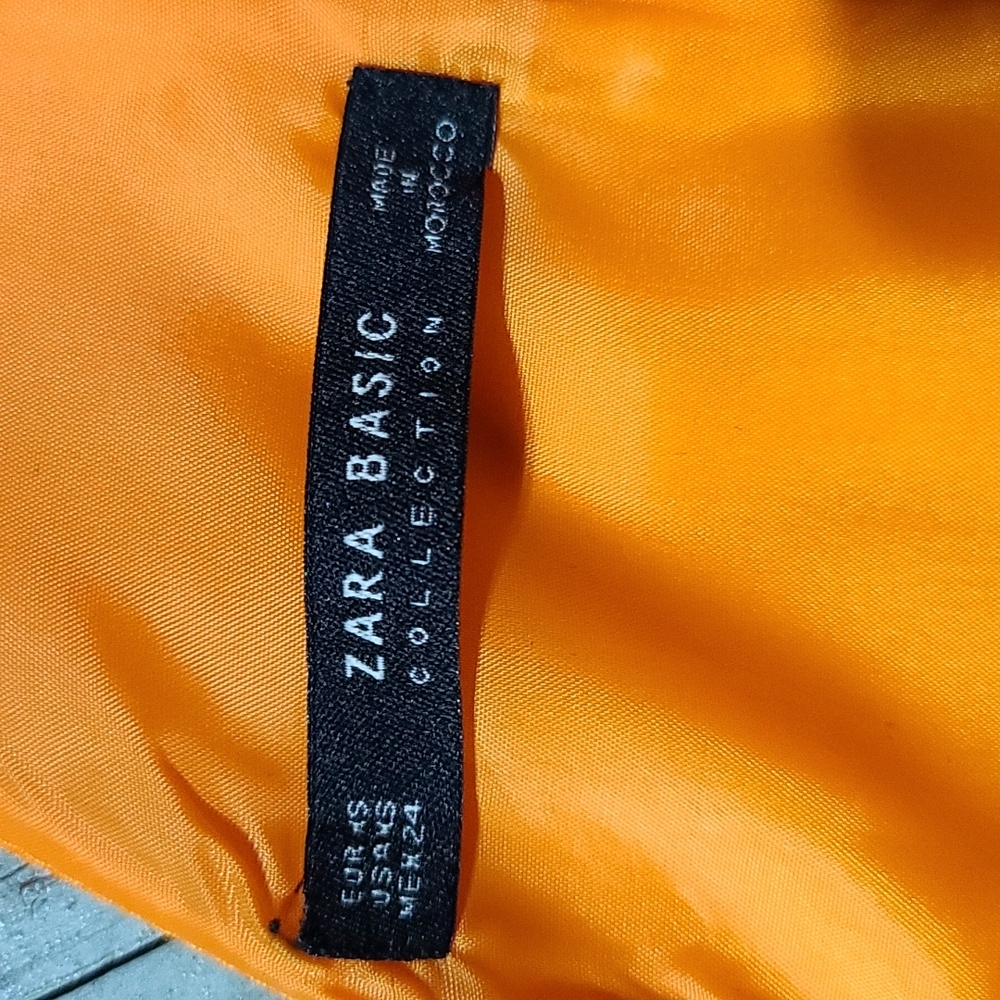 EUR XS
USA XS
MEX 24
ZARA BASIC
COLLECTION
MADE
IN
MOROCCO